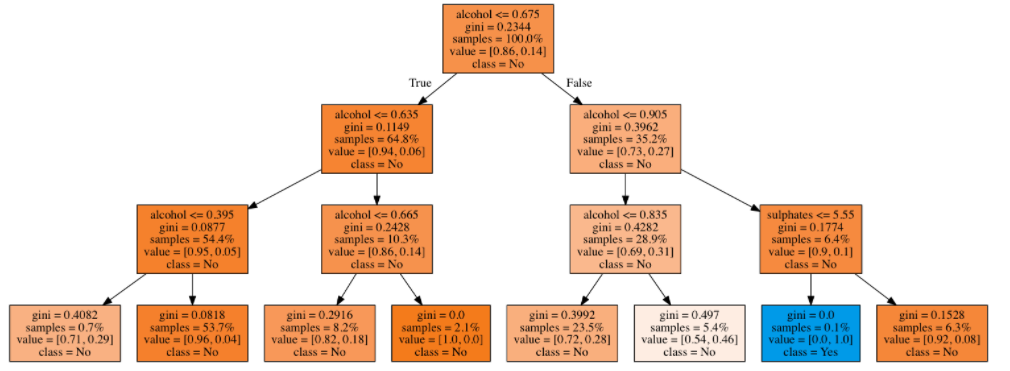 alcohol <= 0.675
gini = 0.2344
samples = 100.0%
value = [0.86, 0.14]
class = No
True
False
alcohol <= 0.635
gini = 0.1149
samples = 64.8%
value = [0.94, 0.06]
class = No
alcohol <= 0.905
gini = 0.3962
samples = 35.2%
value = [0.73, 0.27]
class = No
alcohol <= 0.395
gini = 0.0877
samples = 54.4%
value = [0.95, 0.05]
class = No
alcohol <= 0.665
gini = 0.2428
samples = 10.3%
value = [0.86, 0.14]
class = No
alcohol <= 0.835
gini = 0.4282
samples = 28.9%
value = [0.69, 0.31]
class = No
sulphates <= 5.55
gini = 0.1774
samples = 6.4%
value = [0.9, 0.1]
class = No
gini = 0.4082
samples = 0.7%
value = [0.71, 0.29]
class = No
gini = 0.0818
samples = 53.7%
value = [0.96, 0.04]
class = No
gini = 0.2916
samples = 8.2%
value = [0.82, 0.18]
class = No
gini = 0.0
samples = 2.1%
value = [1.0, 0.0]
class = No
gini = 0.3992
samples = 23.5%
value = [0.72, 0.28]
class = No
gini = 0.497
samples = 5.4%
value = [0.54, 0.46]
class = No
gini = 0.0
samples = 0.1%
value = [0.0, 1.0]
class = Yes
gini = 0.1528
samples = 6.3%
value = [0.92, 0.08]
class = No